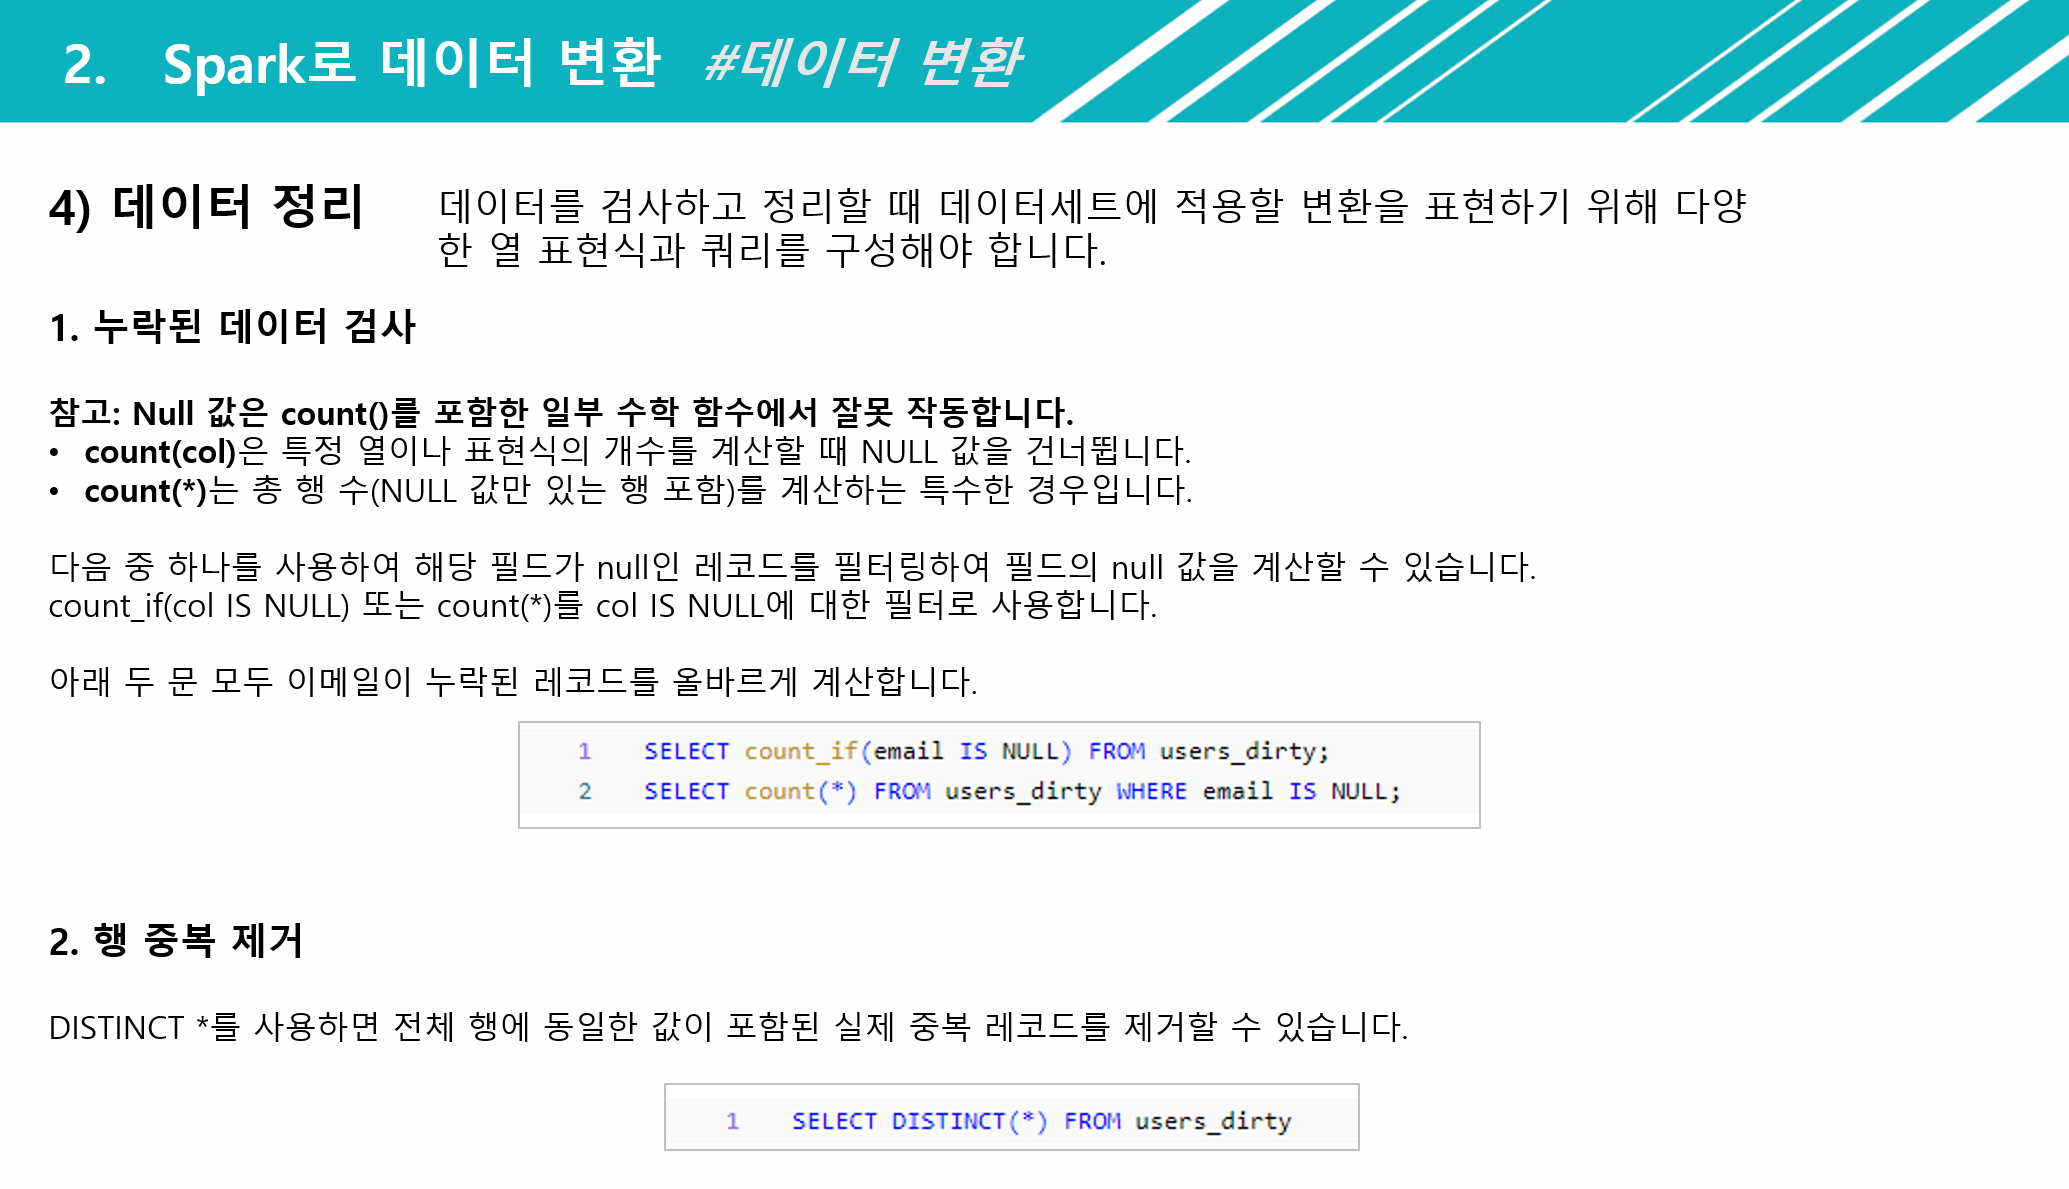 2. Spark로 데이터 변환 #데이터 변환
4) 데이터 정리
데이터를 검사하고 정리할 때 데이터세트에 적용할 변환을 표현하기 위해 다양
한 열 표현식과 쿼리를 구성해야 합니다.
1. 누락된 데이터 검사
참고: Null 값은 count()를 포함한 일부 수학 함수에서 잘못 작동합니다.
• count(col)은 특정 열이나 표현식의 개수를 계산할 때 NULL 값을 건너뜁니다.
• count(*)는 총 행 수(NULL 값만 있는 행 포함)를 계산하는 특수한 경우입니다.
다음 중 하나를 사용하여 해당 필드가 null인 레코드를 필터링하여 필드의 null 값을 계산할 수 있습니다.
count_if(col IS NULL) 또는 count(*)를 col IS NULL에 대한 필터로 사용합니다.
아래 두 문 모두 이메일이 누락된 레코드를 올바르게 계산합니다.
1 SELECT count_if(email IS NULL) FROM users_dirty;
2 SELECT count(*) FROM users_dirty WHERE email IS NULL;
2. 행 중복 제거
DISTINCT *를 사용하면 전체 행에 동일한 값이 포함된 실제 중복 레코드를 제거할 수 있습니다.
1 SELECT DISTINCT(*) FROM users_dirty